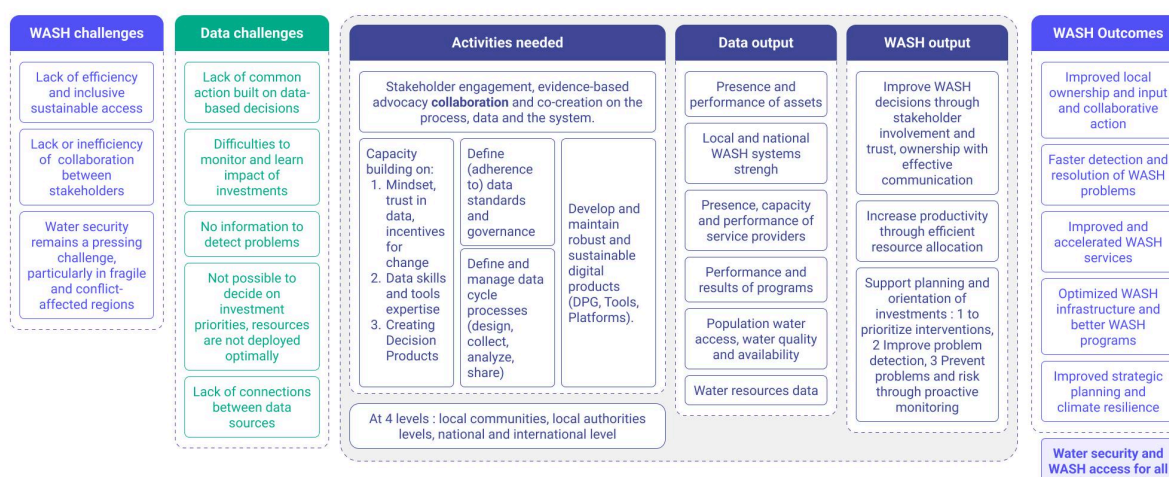 WASH challenges
Lack of efficiency
and inclusive
sustainable access
Lack or inefficiency
of collaboration
between
stakeholders
Water security
remains a pressing
challenge,
particularly in fragile
and conflict-
affected regions
Data challenges
Lack of common
action built on data-
based decisions
Difficulties to
monitor and learn
impact of
investments
No information to
detect problems
Not possible to
decide on
investment
priorities, resources
are not deployed
optimally
Lack of connections
between data
sources
Activities needed
Stakeholder engagement, evidence-based
advocacy collaboration and co-creation on the
process, data and the system.
Capacity
building on:
1. Mindset,
trust in
data,
incentives
for
change
2. Data skills
and tools
expertise
3. Creating
Decision
Products
Define
(adherence
to) data
standards
and
governance
Define and
manage data
cycle
processes
(design,
collect,
analyze,
share)
Develop and
maintain
robust and
sustainable
digital
products
(DPG, Tools,
Platforms).
At 4 levels : local communities, local authorities
levels, national and international level
Data output
Presence and
performance of assets
Local and national
WASH systems
strengh
Presence, capacity
and performance of
service providers
Performance and
results of programs
Population water
access, water quality
and availability
Water resources data
WASH output
Improve WASH
decisions through
stakeholder
involvement and
trust, ownership with
effective
communication
Increase productivity
through efficient
resource allocation
Support planning and
orientation of
investments : 1 to
prioritize interventions,
2 Improve problem
detection, 3 Prevent
problems and risk
through proactive
monitoring
WASH Outcomes
Improved local
ownership and input
and collaborative
action
Faster detection and
resolution of WASH
problems
Improved and
accelerated WASH
services
Optimized WASH
infrastructure and
better WASH
programs
Improved strategic
planning and
climate resilience
Water security and
WASH access for all